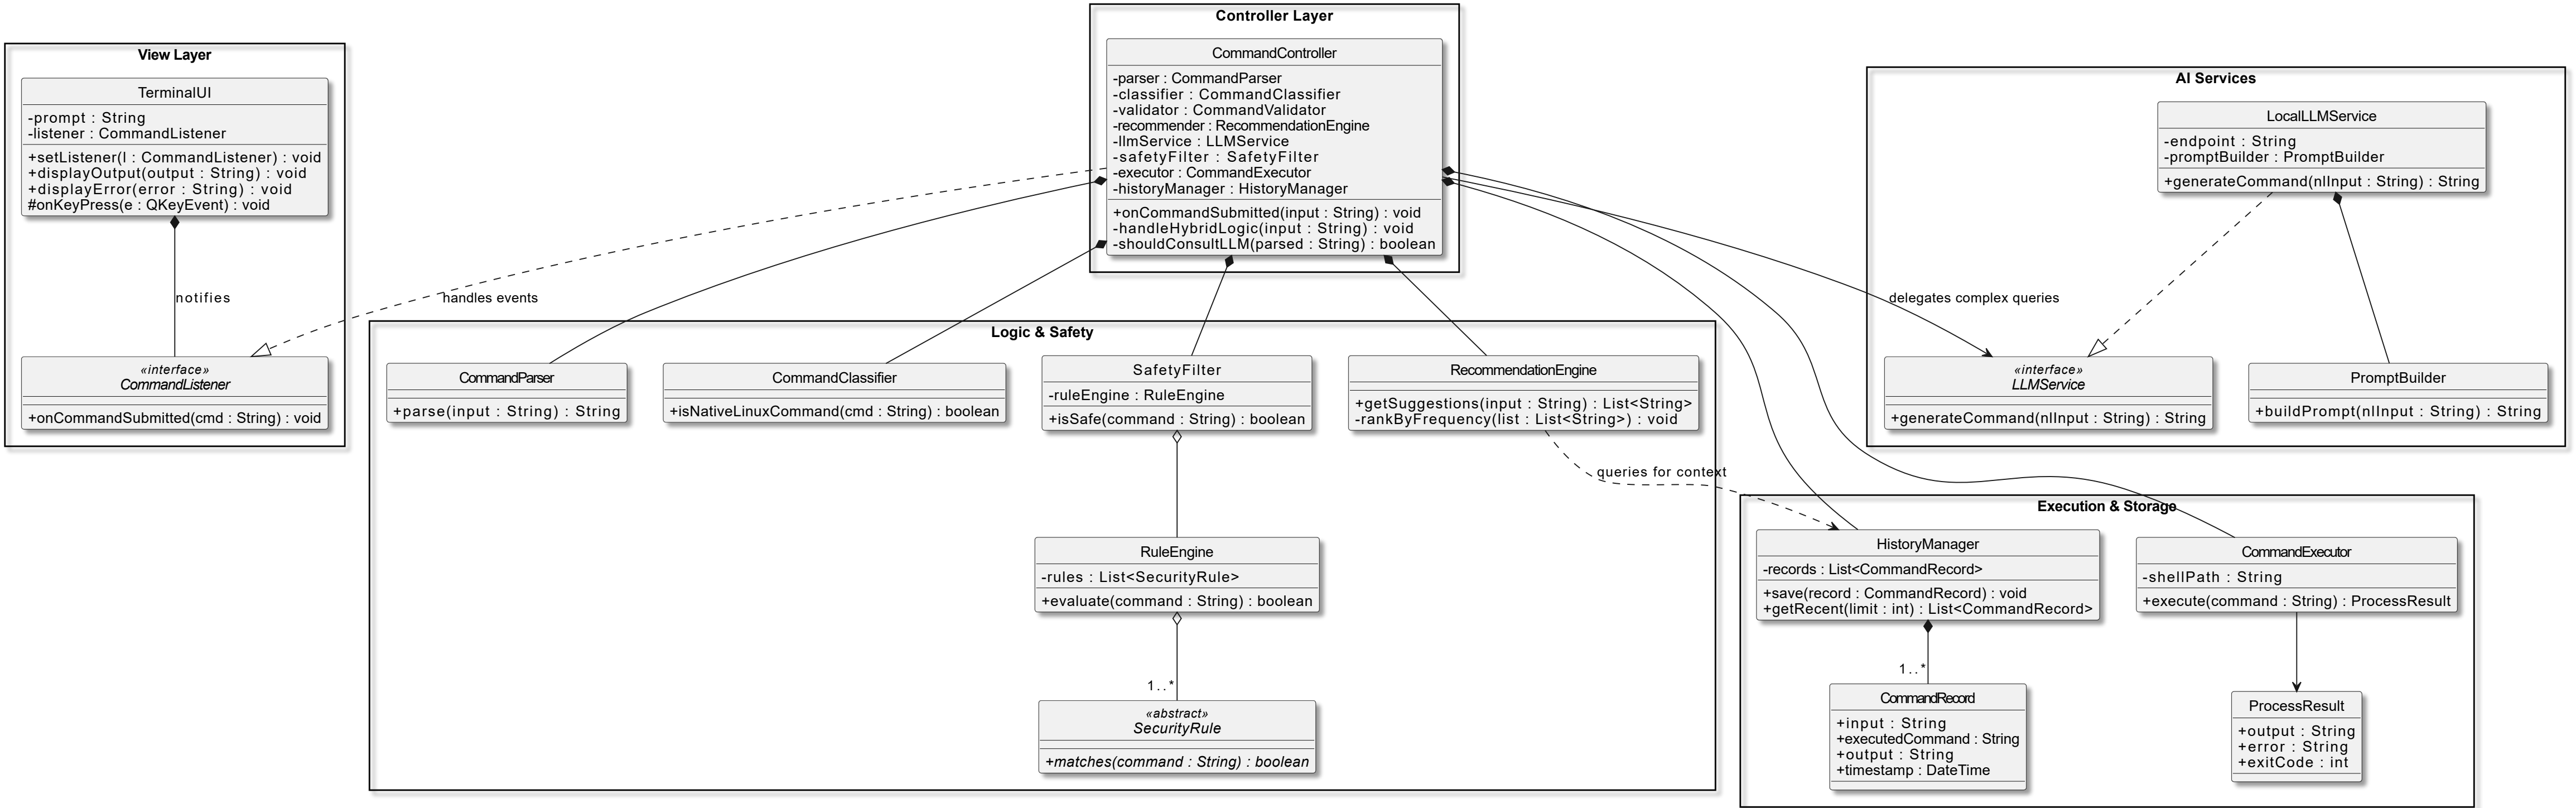 View Layer
TerminalUI
-prompt : String
-listener : CommandListener
+setListener(l : CommandListener) : void
+displayOutput(output : String) : void
+displayError(error : String) : void
#onKeyPress(e : QKeyEvent) : void
notifies
«interface»
CommandListener
+onCommandSubmitted(cmd : String) : void
Controller Layer
CommandController
-parser : CommandParser
-classifier : CommandClassifier
-validator : CommandValidator
-recommender : RecommendationEngine
-llmService : LLMService
-safetyFilter : SafetyFilter
-executor : CommandExecutor
-historyManager : HistoryManager
+onCommandSubmitted(input : String) : void
-handleHybridLogic(input : String) : void
-shouldConsultLLM(parsed : String) : boolean
handles events
delegates complex queries
AI Services
LocalLLMService
-endpoint : String
-promptBuilder : PromptBuilder
+generateCommand(nlInput : String) : String
«interface»
LLMService
+generateCommand(nlInput : String) : String
PromptBuilder
+buildPrompt(nlInput : String) : String
Logic & Safety
CommandParser
+parse(input : String) : String
CommandClassifier
+isNativeLinuxCommand(cmd : String) : boolean
SafetyFilter
-ruleEngine : RuleEngine
+isSafe(command : String) : boolean
RecommendationEngine
+getSuggestions(input : String) : List<String>
-rankByFrequency(list : List<String>) : void
queries for context
RuleEngine
-rules : List<SecurityRule>
+evaluate(command : String) : boolean
1..*
«abstract»
SecurityRule
+matches(command : String) : boolean
Execution & Storage
HistoryManager
-records : List<CommandRecord>
+save(record : CommandRecord) : void
+getRecent(limit : int) : List<CommandRecord>
CommandExecutor
-shellPath : String
+execute(command : String) : ProcessResult
1..*
CommandRecord
+input : String
+executedCommand : String
+output : String
+timestamp : DateTime
ProcessResult
+output : String
+error : String
+exitCode : int